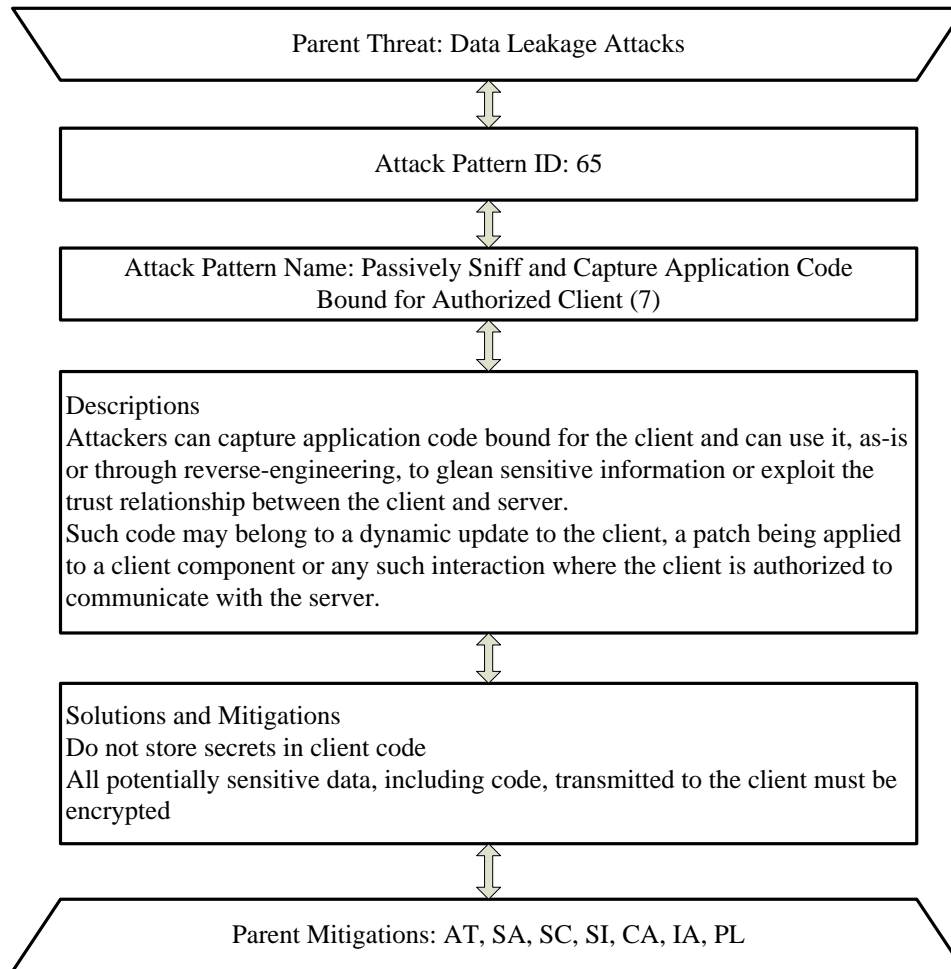 Parent Threat: Data Leakage Attacks
Attack Pattern ID: 65
Attack Pattern Name: Passively Sniff and Capture Application Code
Bound for Authorized Client (7)
Descriptions
Attackers can capture application code bound for the client and can use it, as-is
or through reverse-engineering, to glean sensitive information or exploit the
trust relationship between the client and server.
Such code may belong to a dynamic update to the client, a patch being applied
to a client component or any such interaction where the client is authorized to
communicate with the server.
Solutions and Mitigations
Do not store secrets in client code
All potentially sensitive data, including code, transmitted to the client must be
encrypted
Parent Mitigations: AT, SA, SC, SI, CA, IA, PL